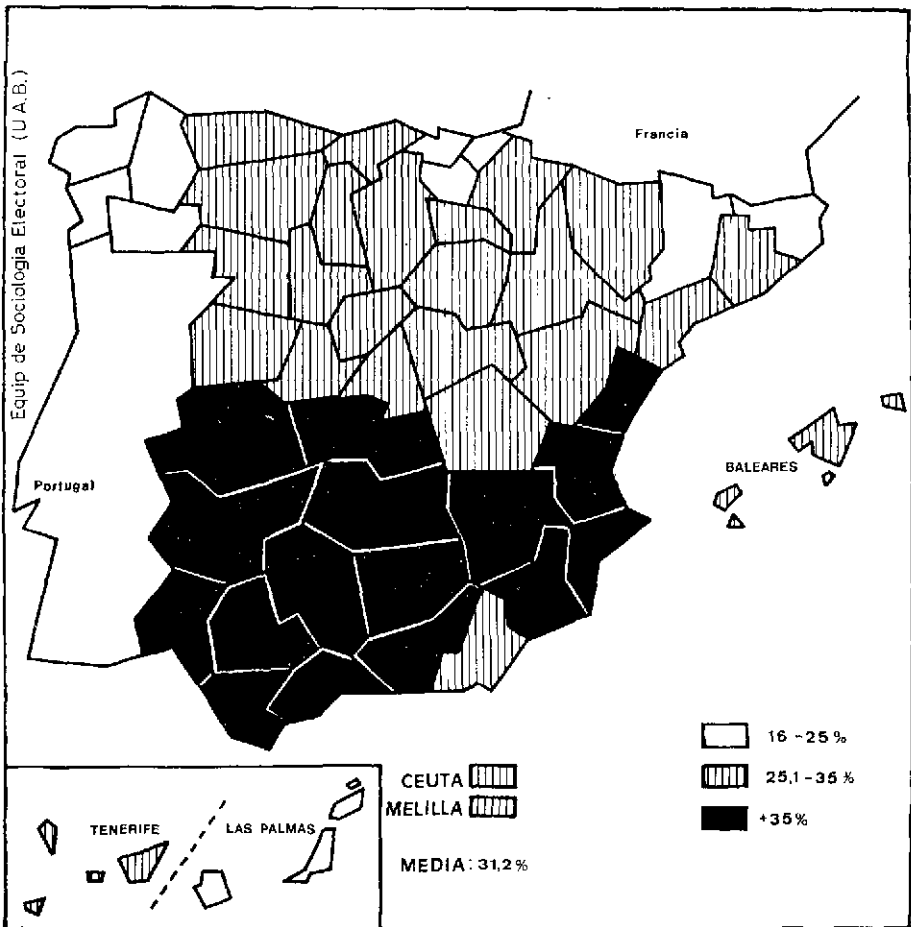 Equip de Sociología Electoral (U.A.B.)
Francia
Portugal
BALEARES
16-25%
CEUTA
25,1-35%
MELILLA
+35%
TENERIFE
LAS PALMAS
MEDIA: 31,2%